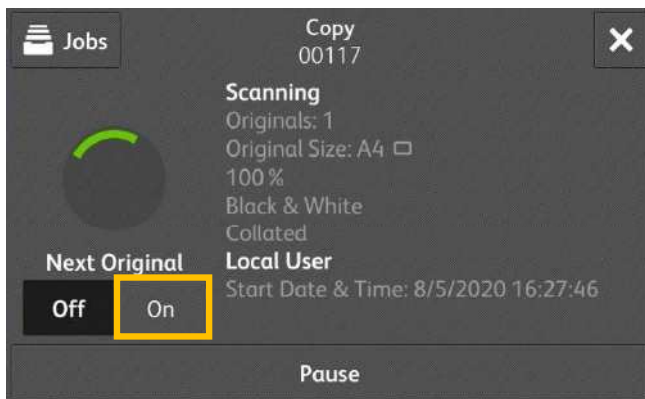 Jobs
Copy
00117
Scanning
Originals: 1
Original Size: A4
100 %
Black & White
Collated
Local User
Start Date & Time: 8/5/2020 16:27:46
Next Original
Off
On
Pause